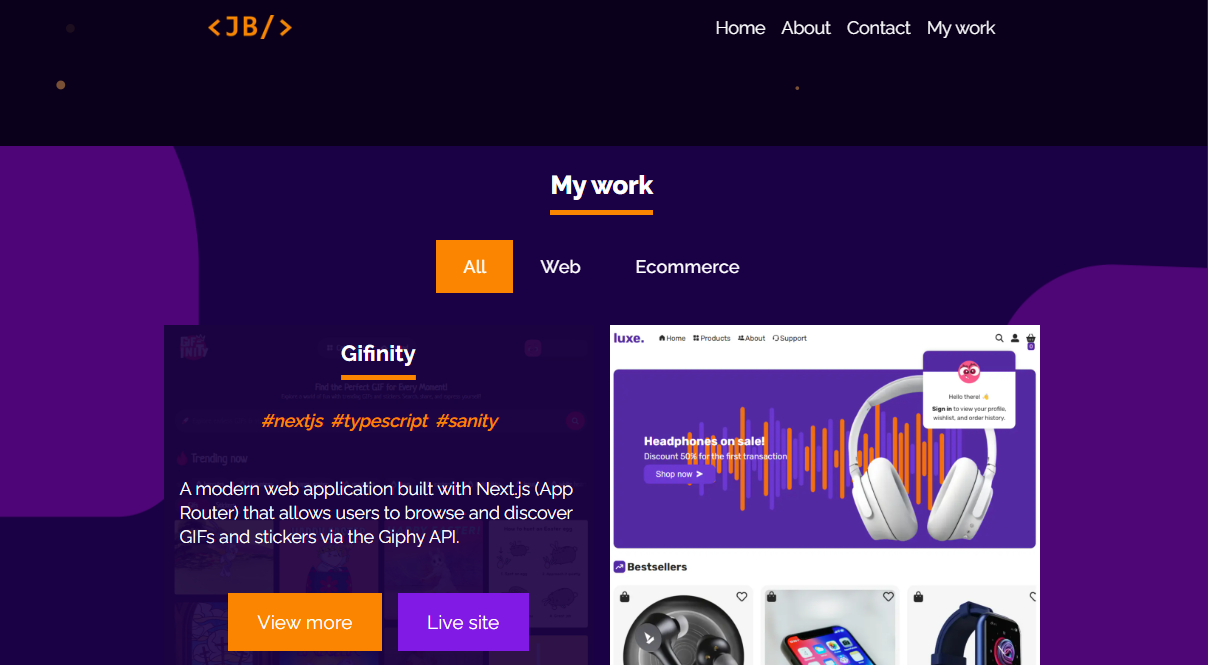 <JB/>
Home About Contact My work
My work
All Web Ecommerce
Gifinity
#nextjs #typescript #sanity
Find the Perfect GIF for Every Moment!
Trending now
A modern web application built with Next.js (App
Router) that allows users to browse and discover
GIFs and stickers via the Giphy API.
View more Live site
luxe. Home Products About Support
0
Hello there! 👋
Sign in to view your profile,
wishlist, and order history.
Headphones on sale!
Discount 50% for the first transaction
Shop now
Bestsellers